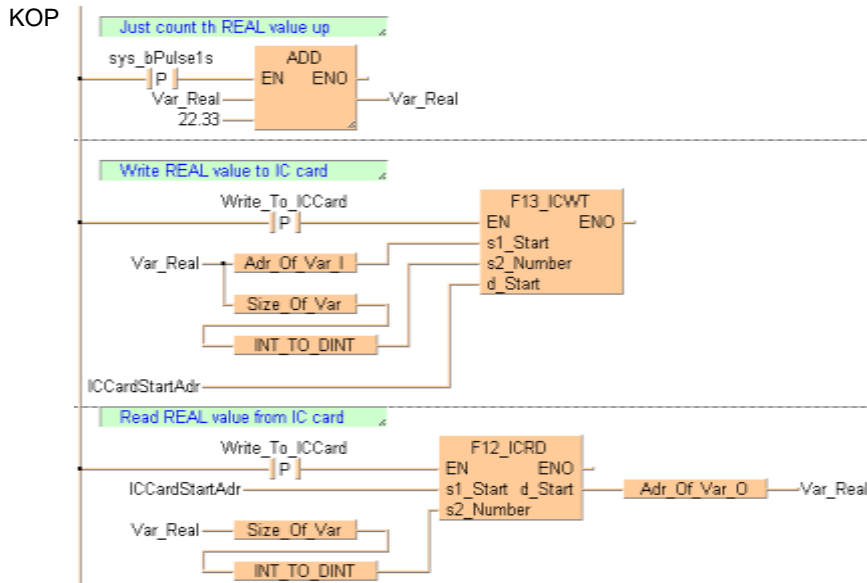 KOP
Just count th REAL value up
sys_bPulse1s
P
ADD
EN ENO
Var_Real
Var_Real
22.33
Write REAL value to IC card
Write_To_ICCard
P
F13_ICWT
EN ENO
s1_Start
Var_Real Adr_Of_Var_I
s2_Number
d_Start
Size_Of_Var
INT_TO_DINT
ICCardStartAdr
Read REAL value from IC card
Write_To_ICCard
P
F12_ICRD
EN ENO
ICCardStartAdr s1_Start d_Start Adr_Of_Var_O Var_Real
s2_Number
Var_Real Size_Of_Var
INT_TO_DINT